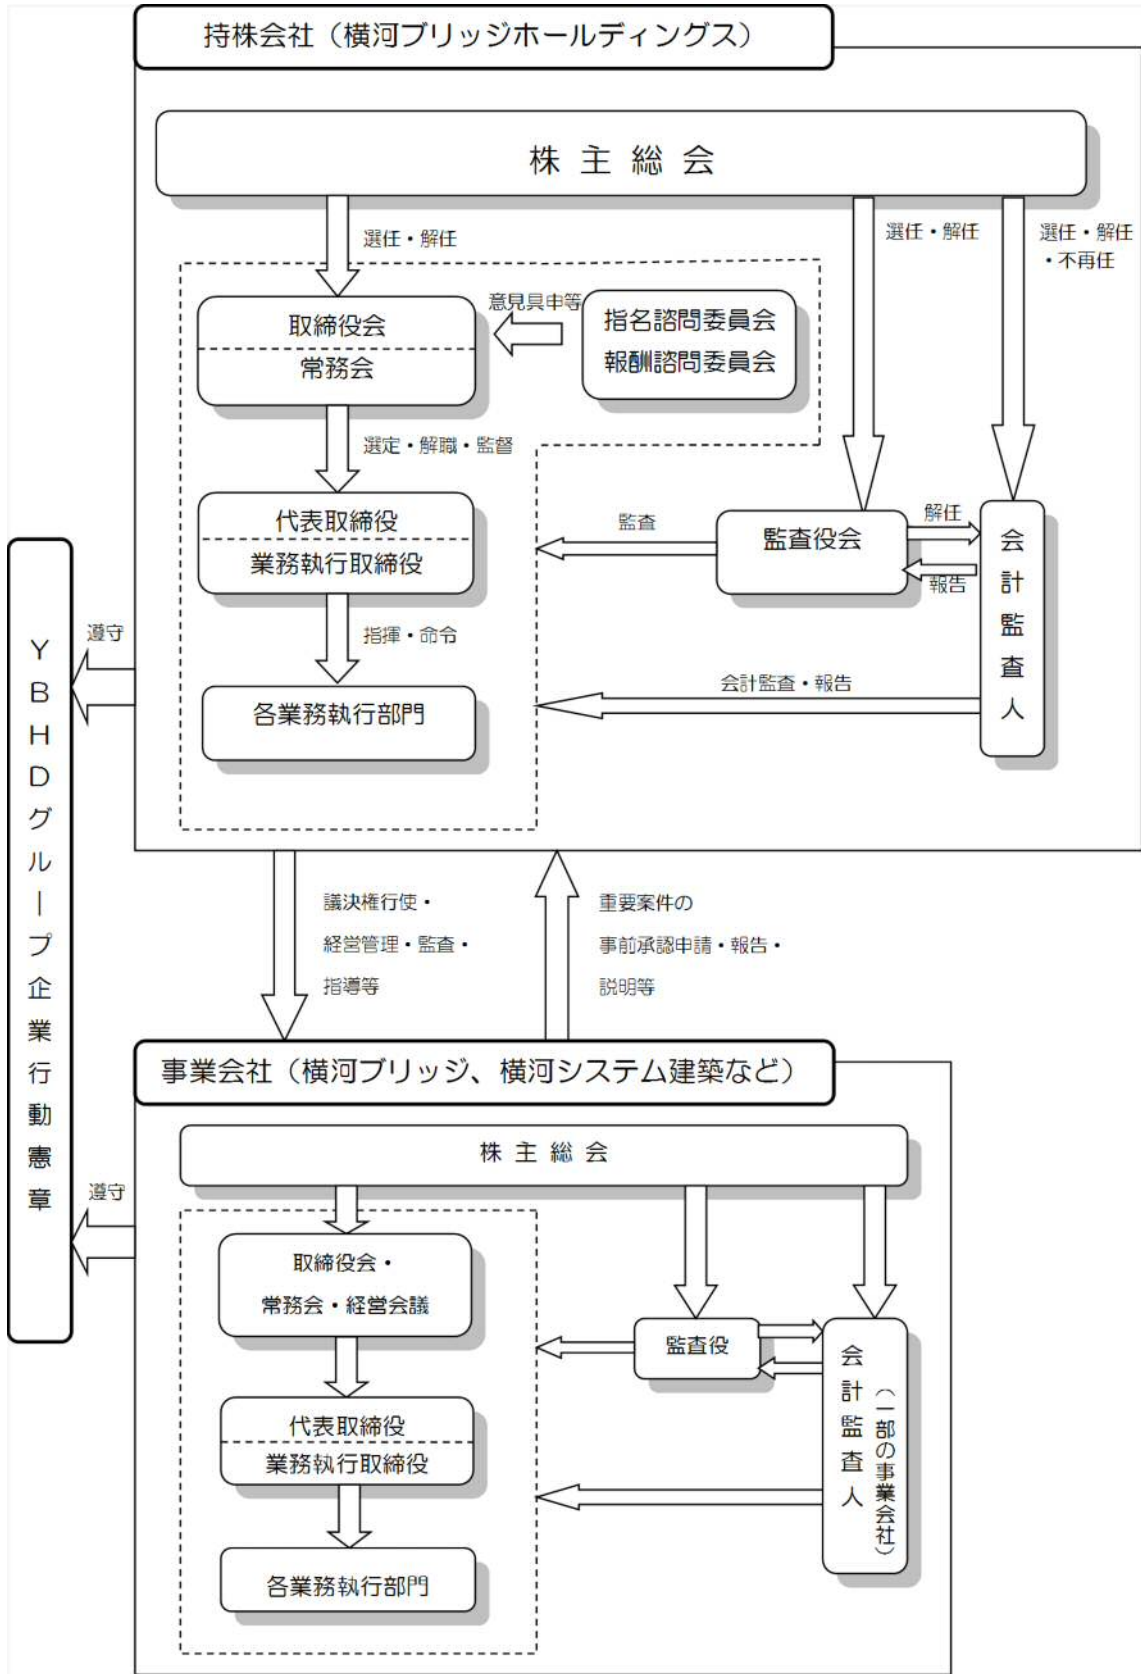 持株会社（横河ブリッジホールディングス）
株主総会
選任・解任
選任・解任
選任・解任
・不再任
意見具申等
取締役会
常務会
指名諮問委員会
報酬諮問委員会
選定・解職・監督
代表取締役
業務執行取締役
監査
監査役会
解任
報告
会計監査人
指揮・命令
会計監査・報告
各業務執行部門
遵守
YBHDグループ企業行動憲章
議決権行使・
経営管理・監査・
指導等
重要案件の
事前承認申請・報告・
説明等
事業会社（横河ブリッジ、横河システム建築など）
株主総会
遵守
取締役会・
常務会・経営会議
監査役
会計監査人
（一部の事業会社）
代表取締役
業務執行取締役
各業務執行部門